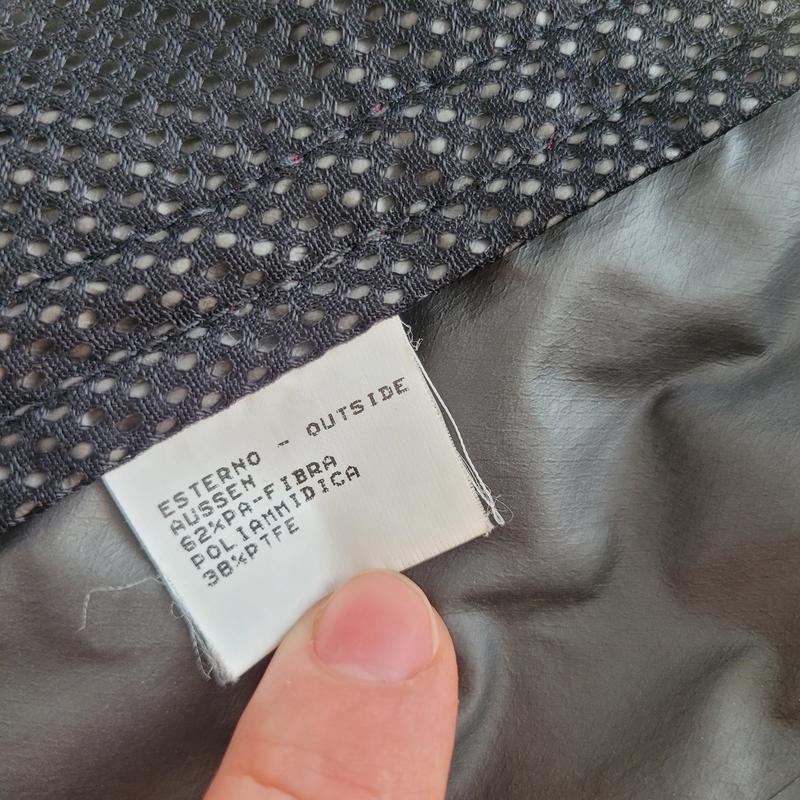 ESTERNO - OUTSIDE
AUSSEN
62%PA-FIBRA
POLIAMMIDICA
38%PTFE